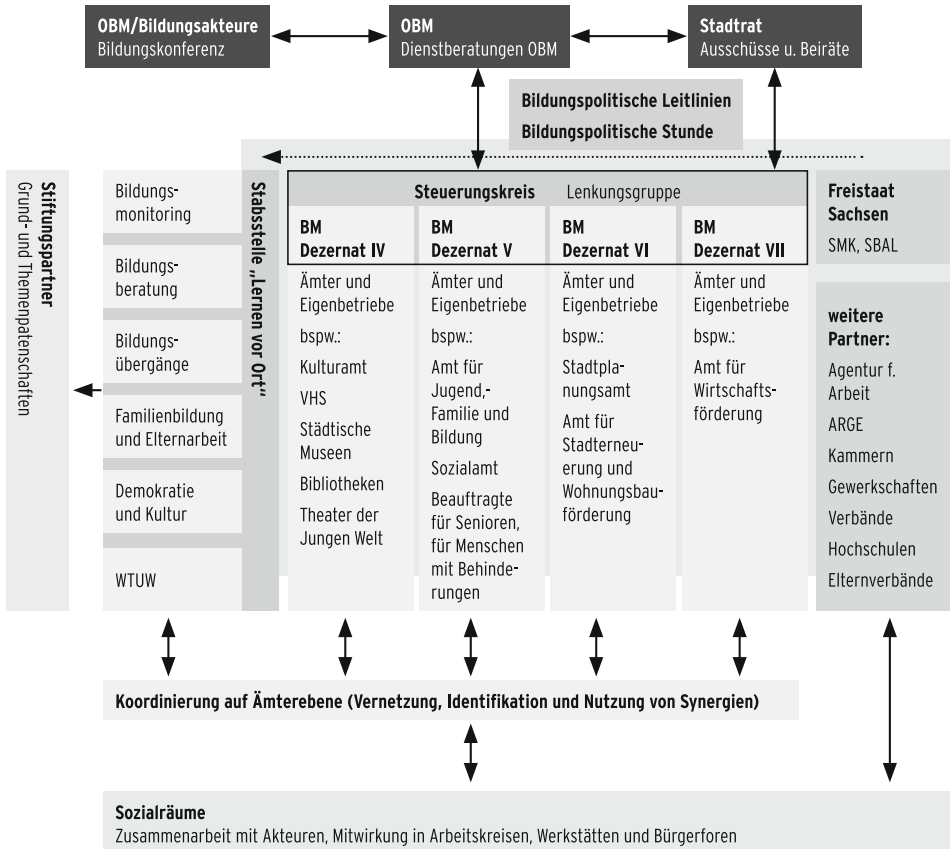 OBM/Bildungsakteure
Bildungskonferenz
OBM
Dienstberatungen OBM
Stadtrat
Ausschüsse u. Beiräte
Bildungspolitische Leitlinien
Bildungspolitische Stunde
Stiftungspartner
Grund- und Themenpatenschaften
Bildungs-
monitoring
Bildungs-
beratung
Bildungs-
übergänge
Familienbildung
und Elternarbeit
Demokratie
und Kultur
WTUW
Stabsstelle „Lernen vor Ort“
Steuerungskreis Lenkungsgruppe
BM
Dezernat IV
Ämter und
Eigenbetriebe
bspw.:
Kulturamt
VHS
Städtische
Museen
Bibliotheken
Theater der
Jungen Welt
BM
Dezernat V
Ämter und
Eigenbetriebe
bspw.:
Amt für
Jugend,-
Familie und
Bildung
Sozialamt
Beauftragte
für Senioren,
für Menschen
mit Behinde-
rungen
BM
Dezernat VI
Ämter und
Eigenbetriebe
bspw.:
Stadtpla-
nungsamt
Amt für
Stadterneu-
erung und
Wohnungsbau-
förderung
BM
Dezernat VII
Ämter und
Eigenbetriebe
bspw.:
Amt für
Wirtschafts-
förderung
Freistaat
Sachsen
SMK, SBAL
weitere
Partner:
Agentur f.
Arbeit
ARGE
Kammern
Gewerkschaften
Verbände
Hochschulen
Elternverbände
Koordinierung auf Ämterebene (Vernetzung, Identifikation und Nutzung von Synergien)
Sozialräume
Zusammenarbeit mit Akteuren, Mitwirkung in Arbeitskreisen, Werkstätten und Bürgerforen